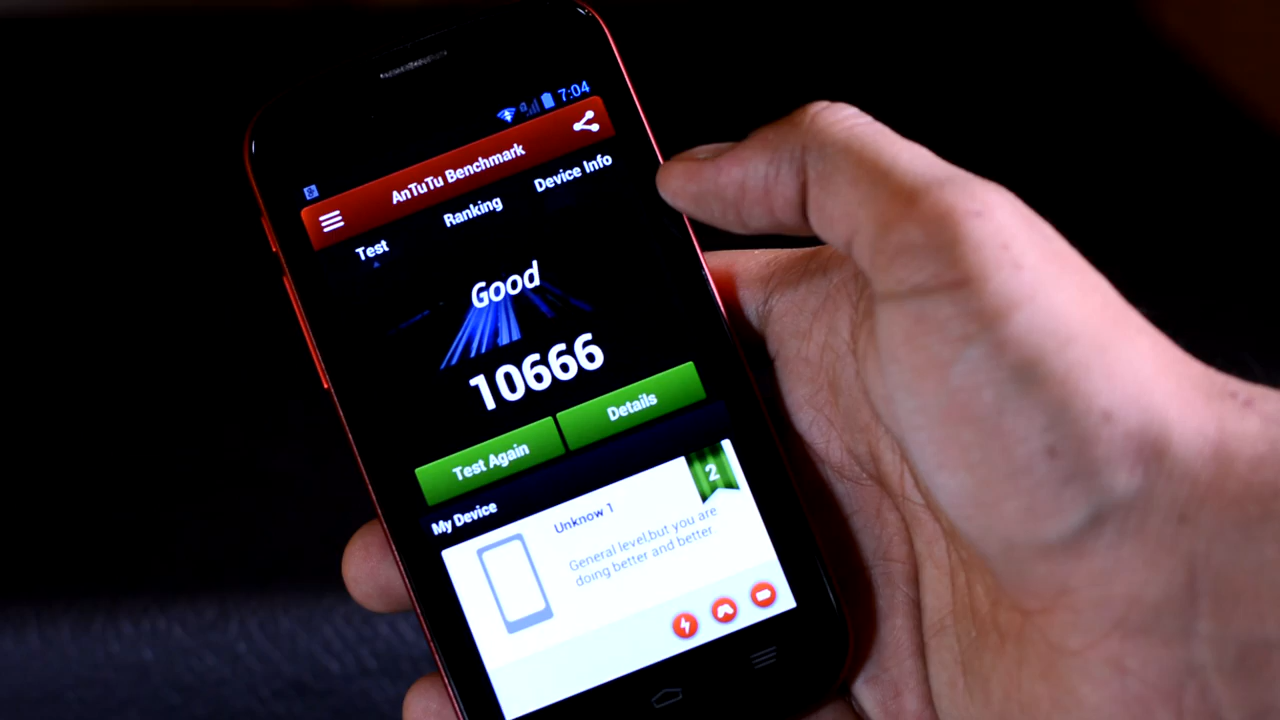 7:04
AnTuTu Benchmark
Test
Ranking
Device Info
Good
10666
Test Again
Details
My Device
2
Unknow 1
General level,but you are
doing better and better